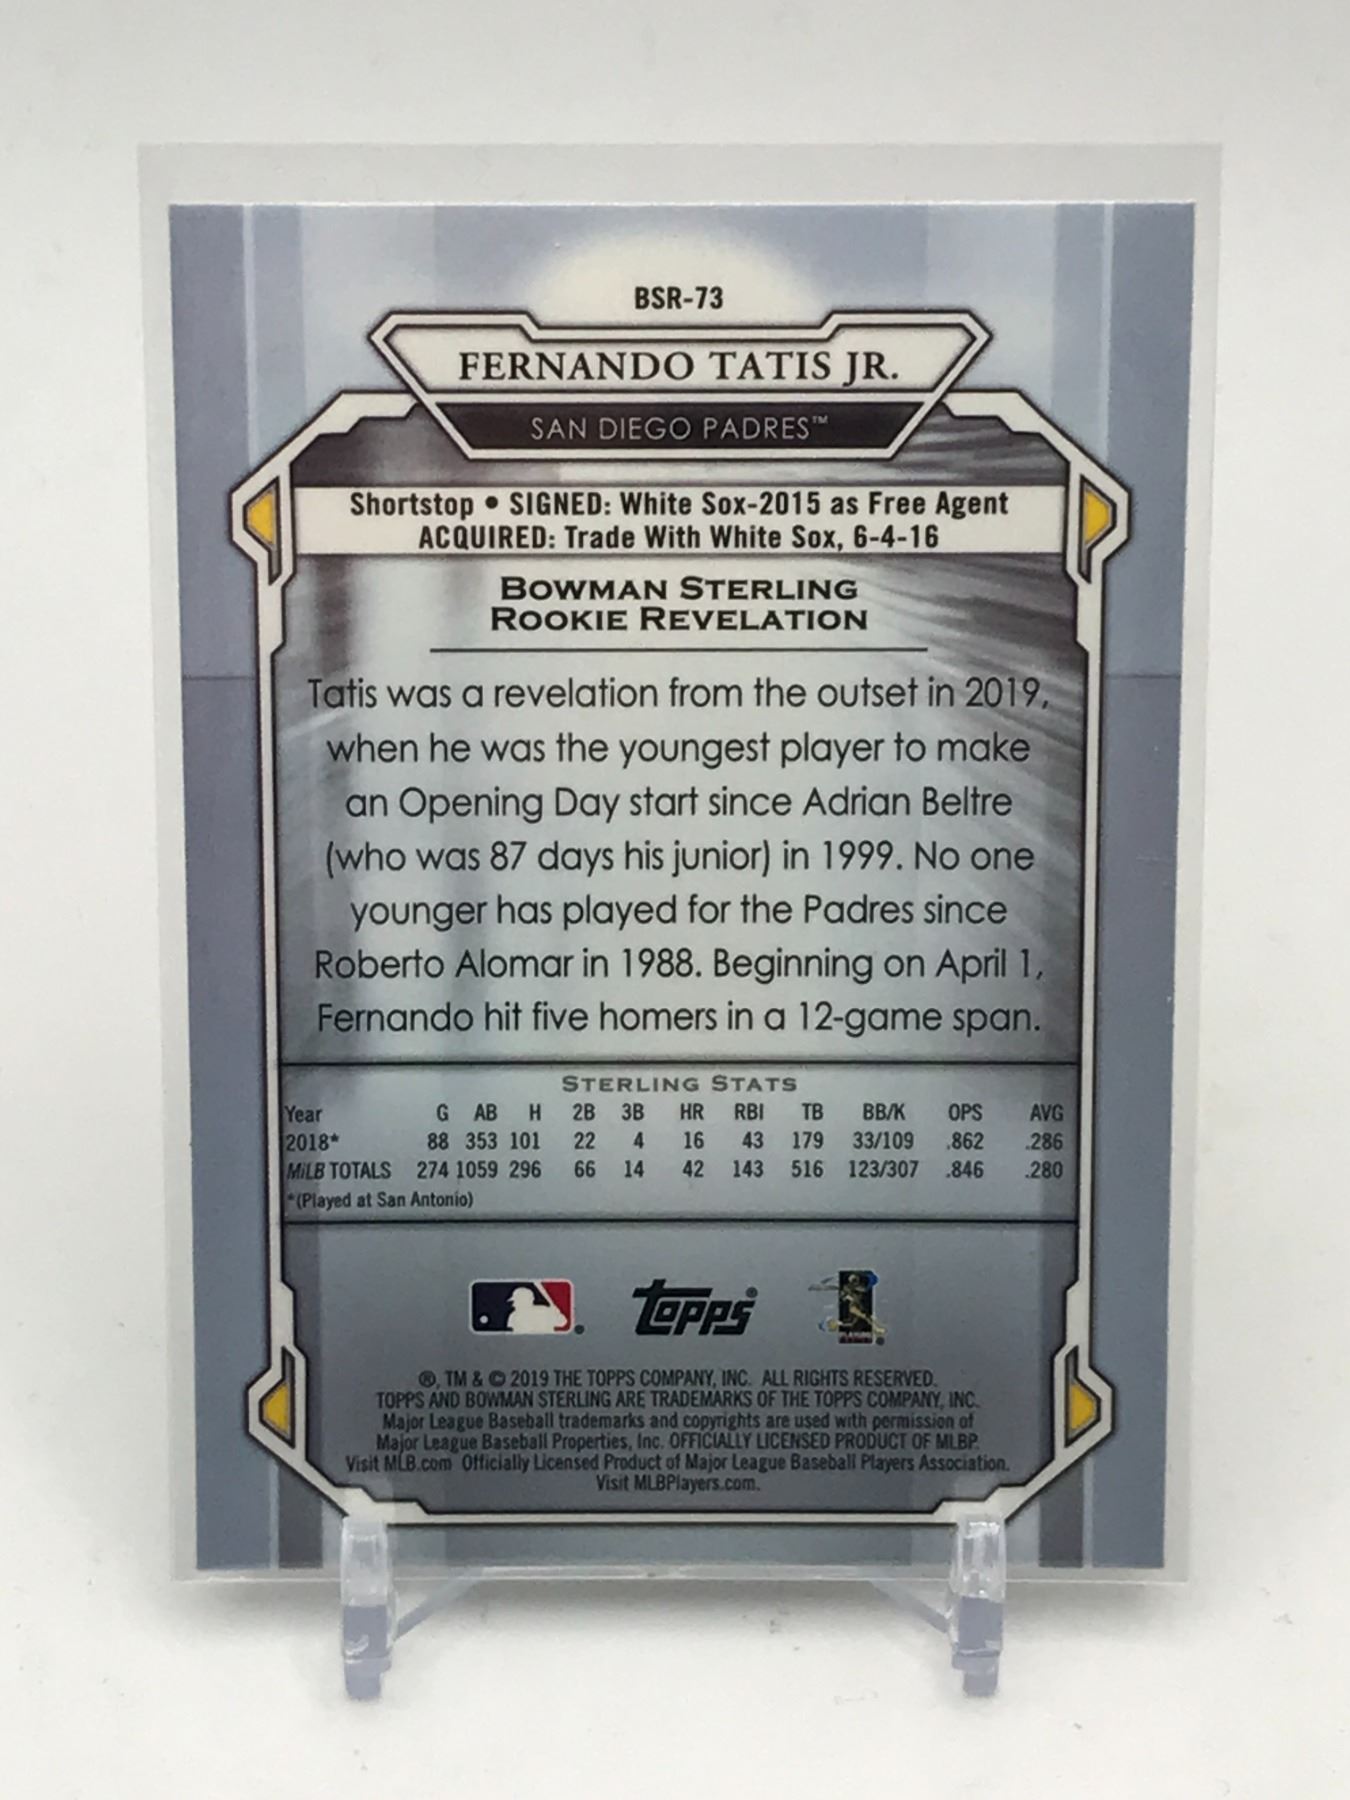 BSR-73
FERNANDO TATIS JR.
SAN DIEGO PADRES™
Shortstop • SIGNED: White Sox-2015 as Free Agent
ACQUIRED: Trade With White Sox, 6-4-16
BOWMAN STERLING
ROOKIE REVELATION
Tatis was a revelation from the outset in 2019,
when he was the youngest player to make
an Opening Day start since Adrian Beltre
(who was 87 days his junior) in 1999. No one
younger has played for the Padres since
Roberto Alomar in 1988. Beginning on April 1,
Fernando hit five homers in a 12-game span.
STERLING STATS
Year G AB H 2B 3B HR RBI TB BB/K OPS AVG
2018* 88 353 101 22 4 16 43 179 33/109 .862 .286
MiLB TOTALS 274 1059 296 66 14 42 143 516 123/307 .846 .280
*(Played at San Antonio)
topps®
®, TM & © 2019 THE TOPPS COMPANY, INC. ALL RIGHTS RESERVED.
TOPPS AND BOWMAN STERLING ARE TRADEMARKS OF THE TOPPS COMPANY, INC.
Major League Baseball trademarks and copyrights are used with permission of
Major League Baseball Properties, Inc. OFFICIALLY LICENSED PRODUCT OF MLBP.
Visit MLB.com Officially Licensed Product of Major League Baseball Players Association.
Visit MLBPlayers.com.